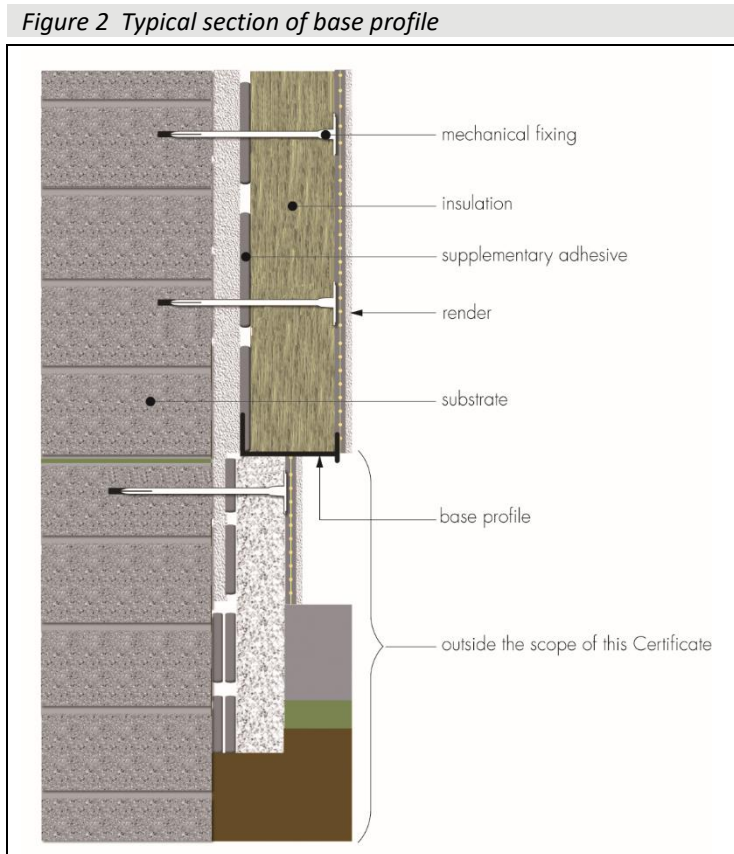 Figure 2 Typical section of base profile
mechanical fixing
insulation
supplementary adhesive
render
substrate
base profile
outside the scope of this Certificate